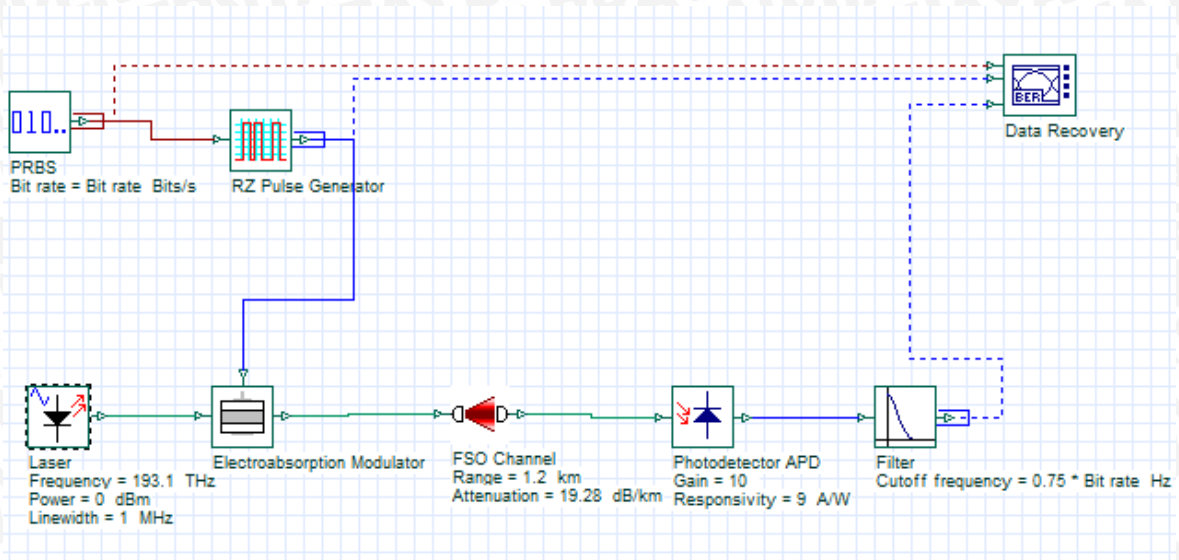 010..
PRBS
Bit rate = Bit rate  Bits/s
RZ Pulse Generator
BER
Data Recovery
Laser
Frequency = 193.1  THz
Power = 0  dBm
Linewidth = 1  MHz
Electroabsorption Modulator
FSO Channel
Range = 1.2  km
Attenuation = 19.28  dB/km
Photodetector APD
Gain = 10
Responsivity = 9  A/W
Filter
Cutoff frequency = 0.75 * Bit rate  Hz